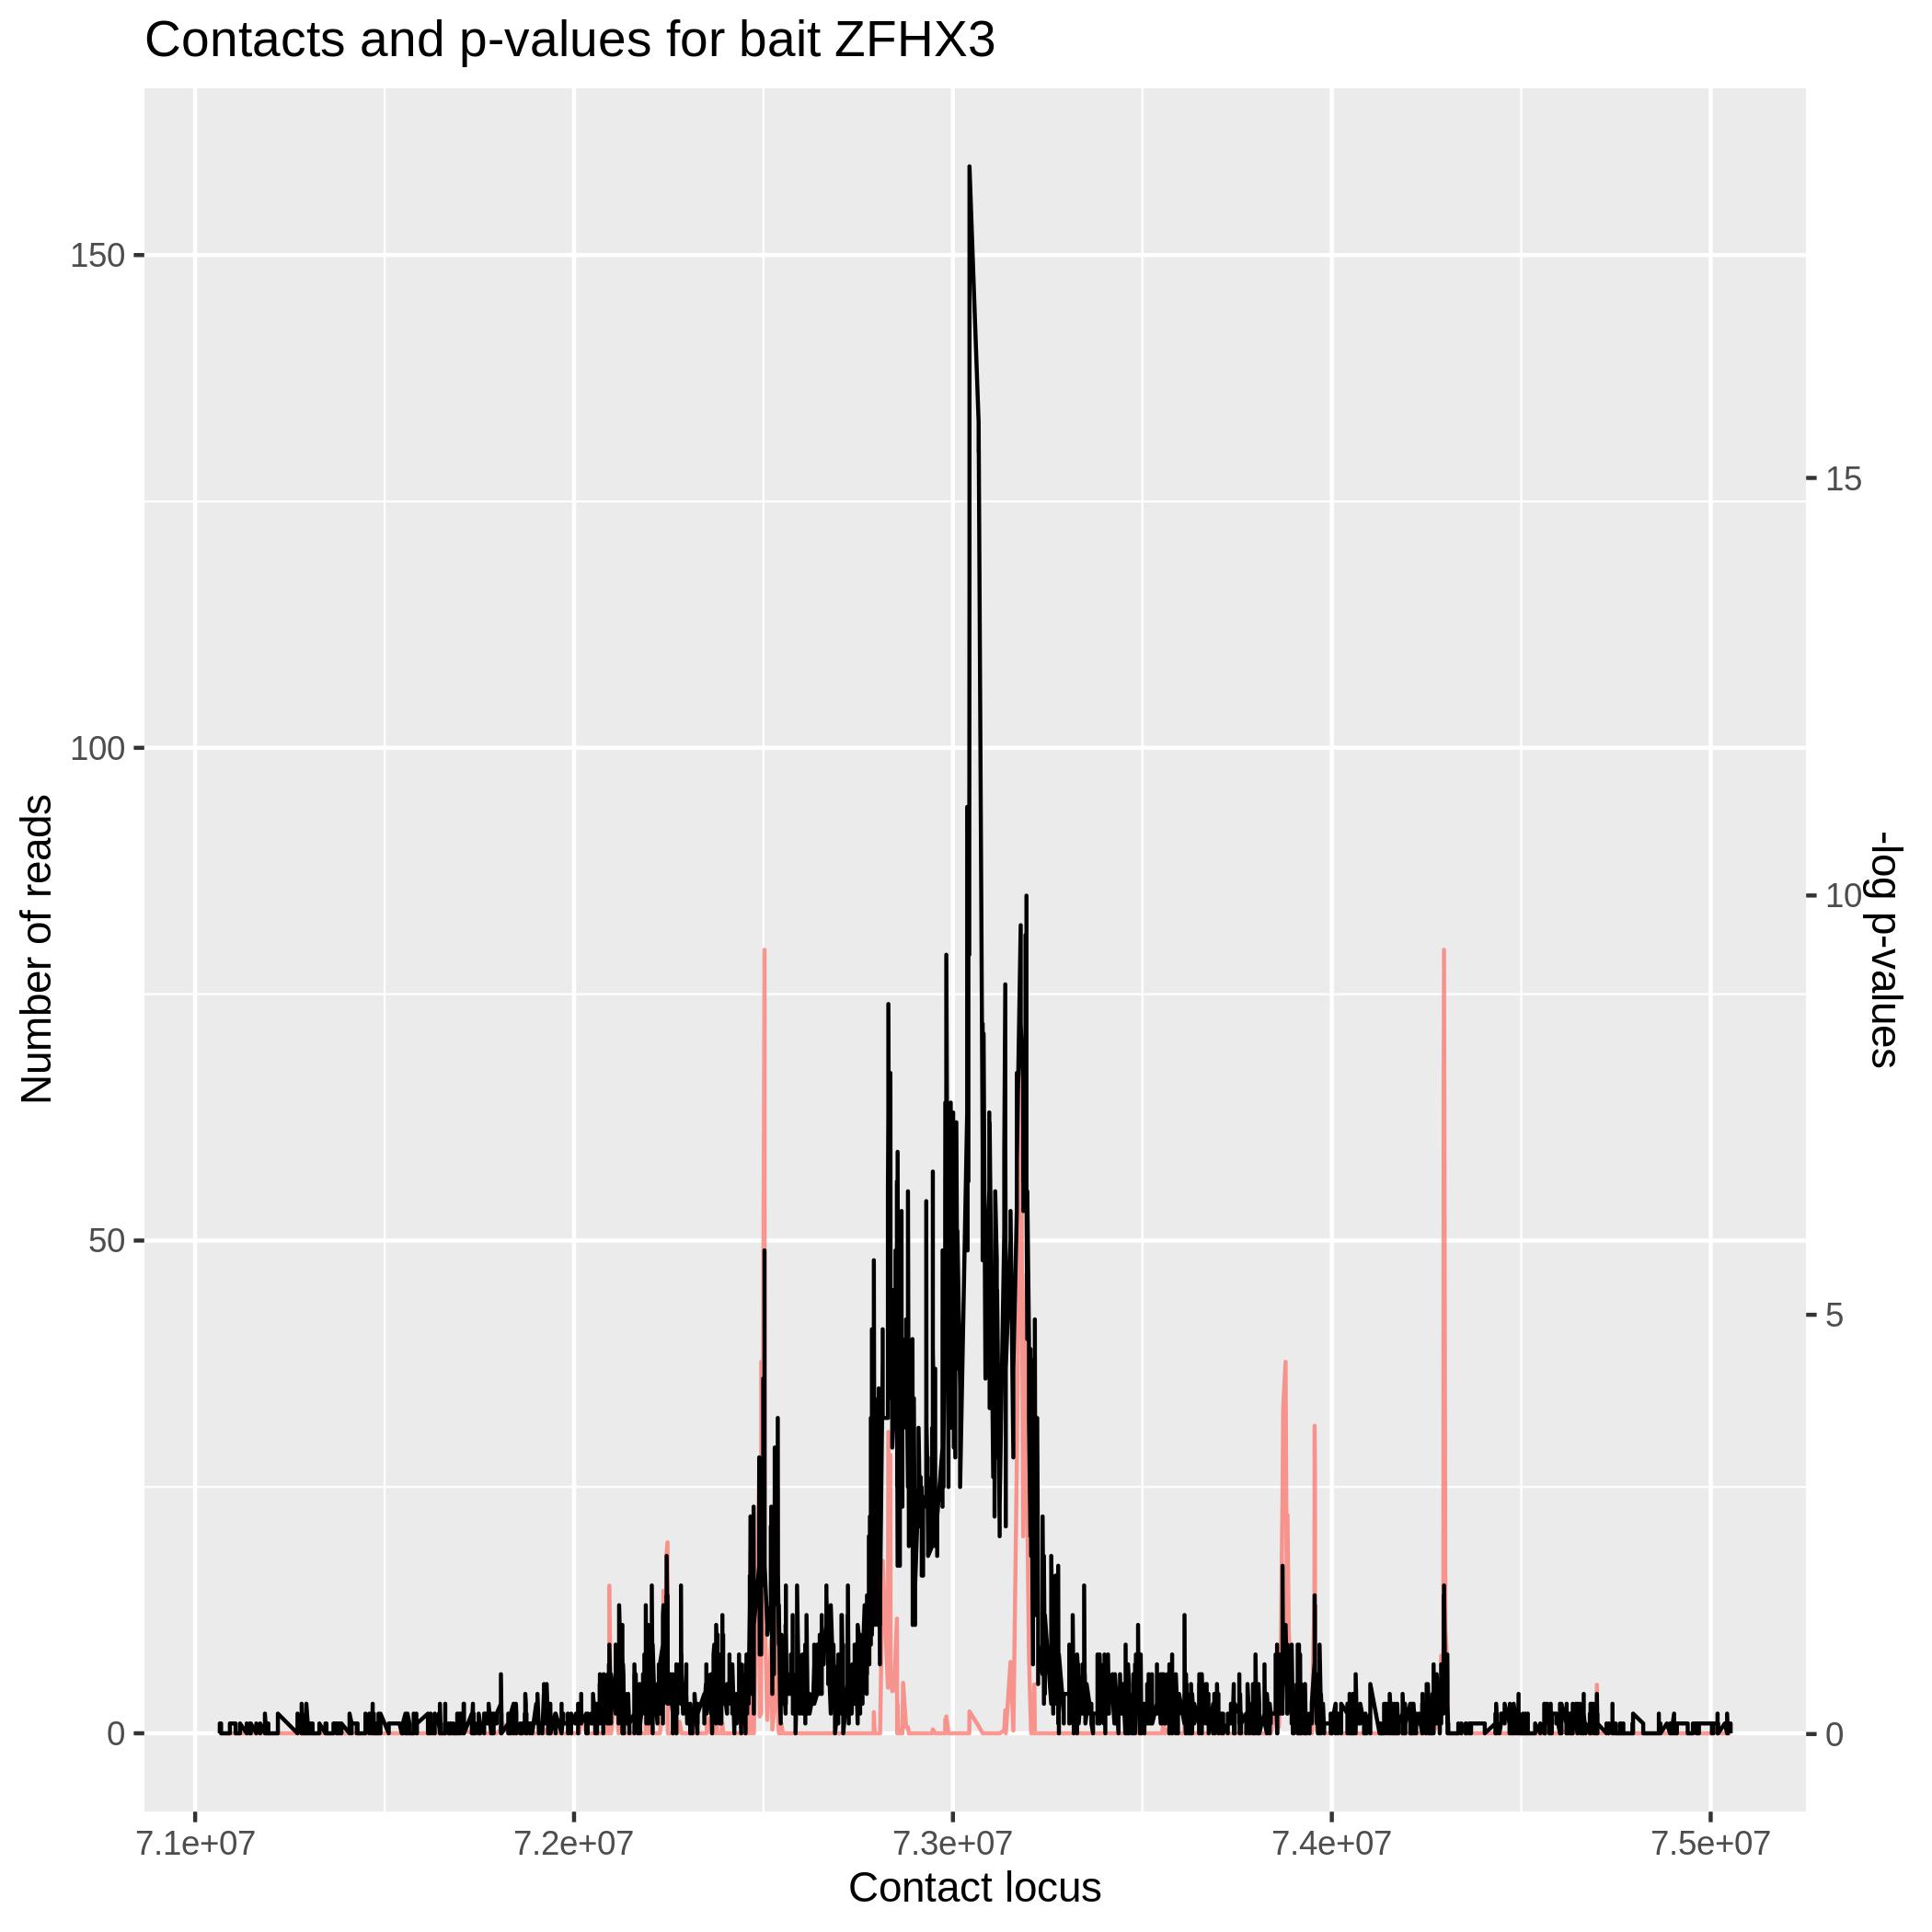 Contacts and p-values for bait ZFHX3
150
100
50
0
Number of reads
15
10
5
0
-log p-values
7.1e+07
7.2e+07
7.3e+07
7.4e+07
7.5e+07
Contact locus